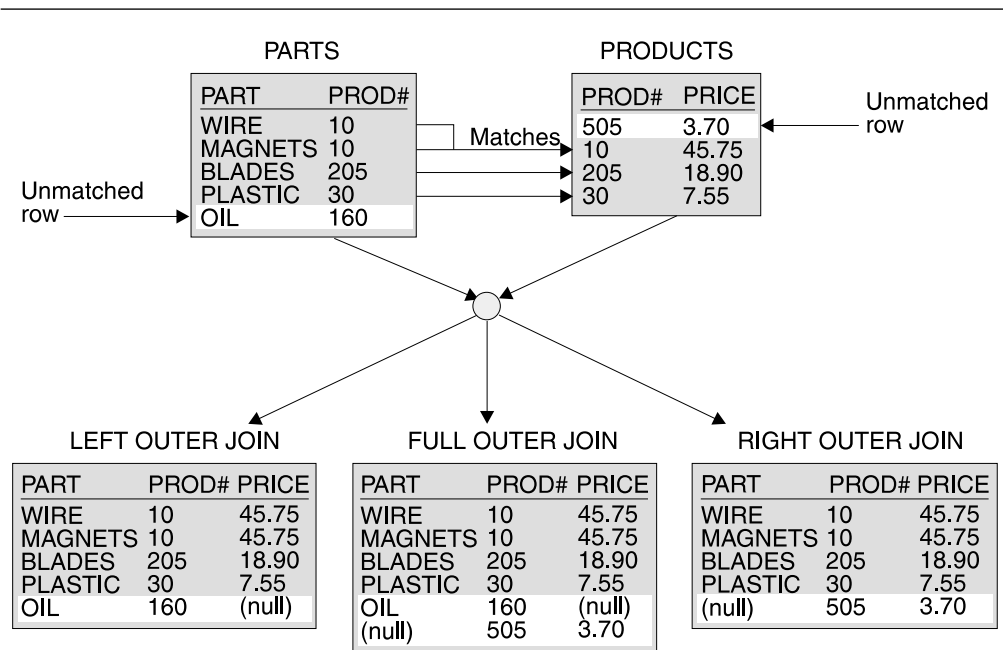 PARTS
PART PROD#
WIRE 10
MAGNETS 10
BLADES 205
PLASTIC 30
OIL 160
Unmatched
row
Matches
PRODUCTS
PROD# PRICE
505 3.70
10 45.75
205 18.90
30 7.55
Unmatched
row
LEFT OUTER JOIN
PART PROD# PRICE
WIRE 10 45.75
MAGNETS 10 45.75
BLADES 205 18.90
PLASTIC 30 7.55
OIL 160 (null)
FULL OUTER JOIN
PART PROD# PRICE
WIRE 10 45.75
MAGNETS 10 45.75
BLADES 205 18.90
PLASTIC 30 7.55
OIL 160 (null)
(null) 505 3.70
RIGHT OUTER JOIN
PART PROD# PRICE
WIRE 10 45.75
MAGNETS 10 45.75
BLADES 205 18.90
PLASTIC 30 7.55
(null) 505 3.70